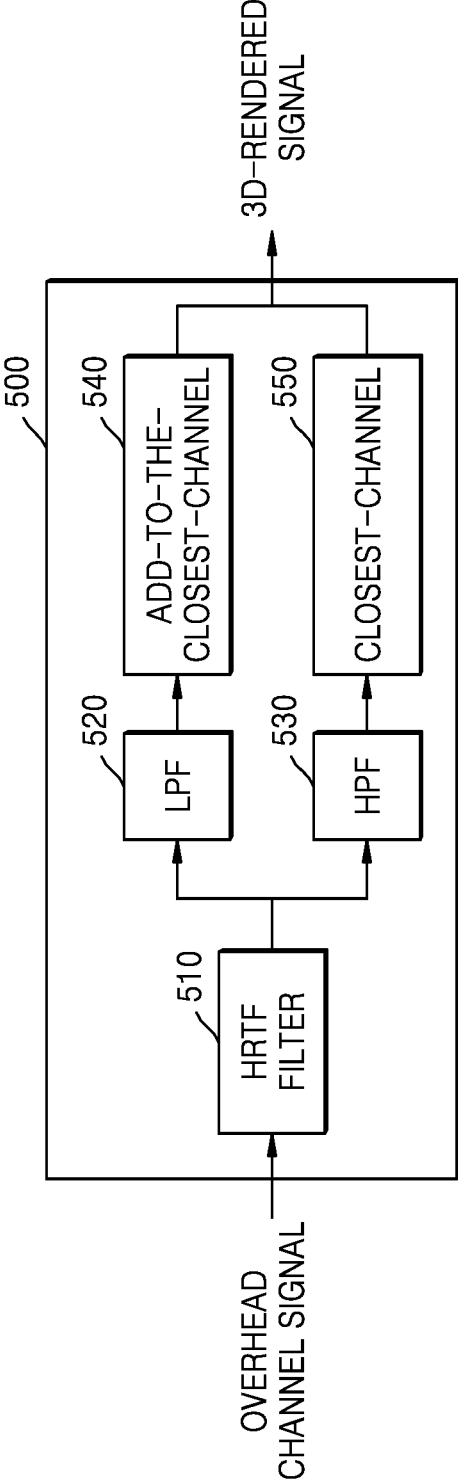 500
OVERHEAD
CHANNEL SIGNAL
510
HRTF
FILTER
520
LPF
540
ADD-TO-THE-
CLOSEST-CHANNEL
530
HPF
550
CLOSEST-CHANNEL
3D-RENDERED
SIGNAL